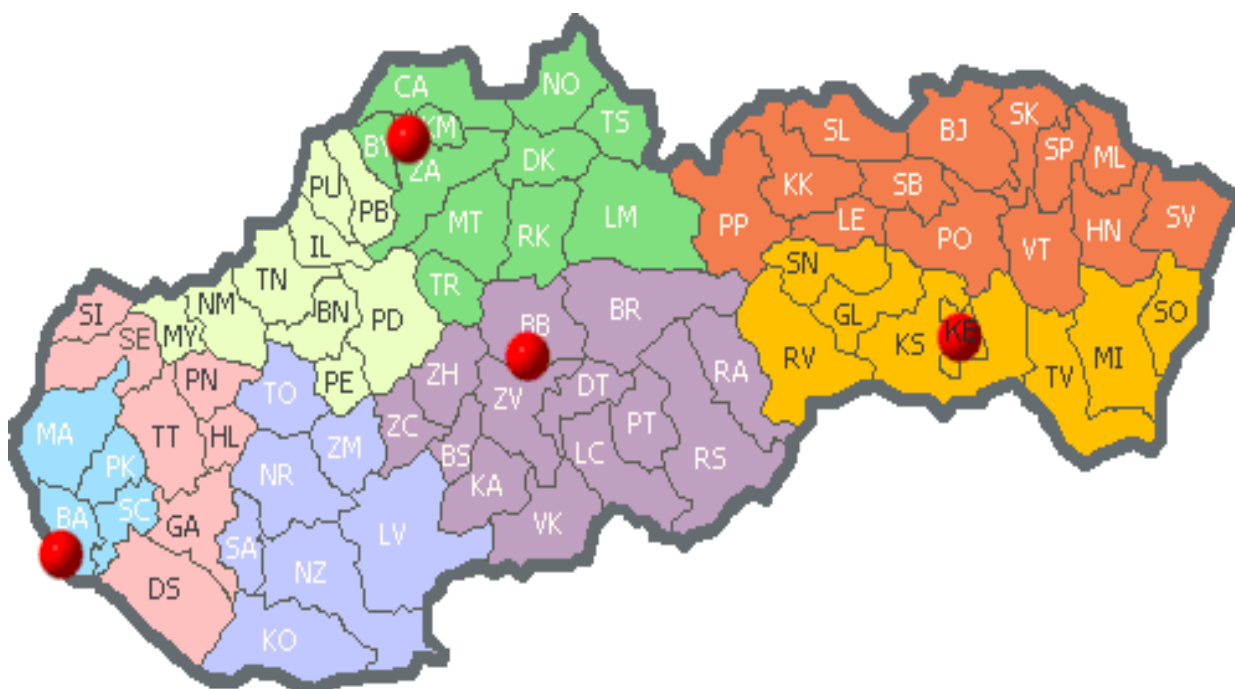 CA
NO
TS
KM
BY
ZA
DK
PU
PB
MT
RK
LM
IL
TN
TR
NM
BN
PD
MY
PE
SI
SE
PN
TT
HL
MA
PK
BA
SC
GA
DS
TO
ZM
NR
SA
NZ
LV
KO
BB
BR
ZH
ZV
DT
RA
ZC
BS
PT
LC
RS
KA
VK
SL
BJ
SK
SP
ML
KK
SB
SV
PP
LE
PO
VT
HN
SN
GL
RV
KS
KE
TV
MI
SO